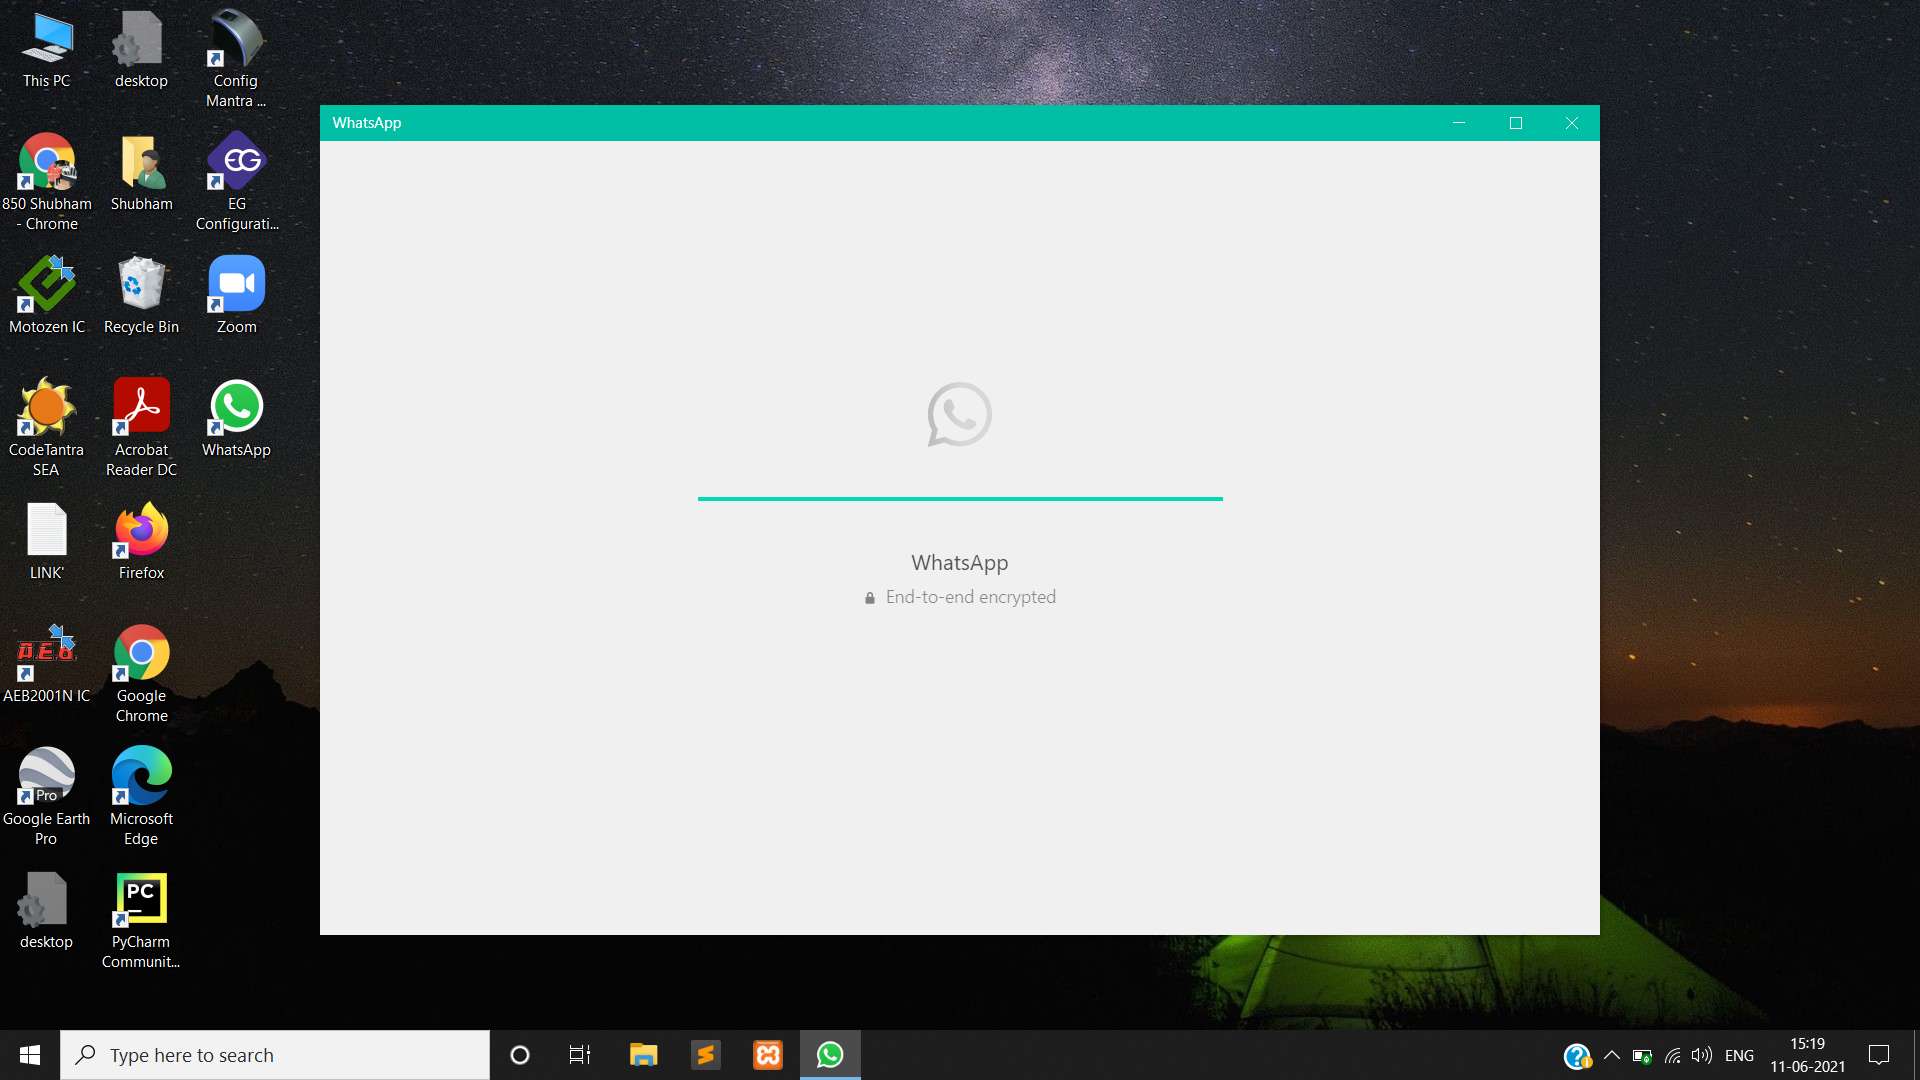 This PC
desktop
Config
Mantra ...
850 Shubham
- Chrome
Shubham
EG
EG
Configurati...
Motozen IC
Recycle Bin
Zoom
CodeTantra
SEA
Acrobat
Reader DC
WhatsApp
LINK'
Firefox
AEB
AEB2001N IC
Google
Chrome
Pro
Google Earth
Pro
Microsoft
Edge
desktop
PC
PyCharm
Communit...
WhatsApp
WhatsApp
End-to-end encrypted
Type here to search
ENG
15:19
11-06-2021